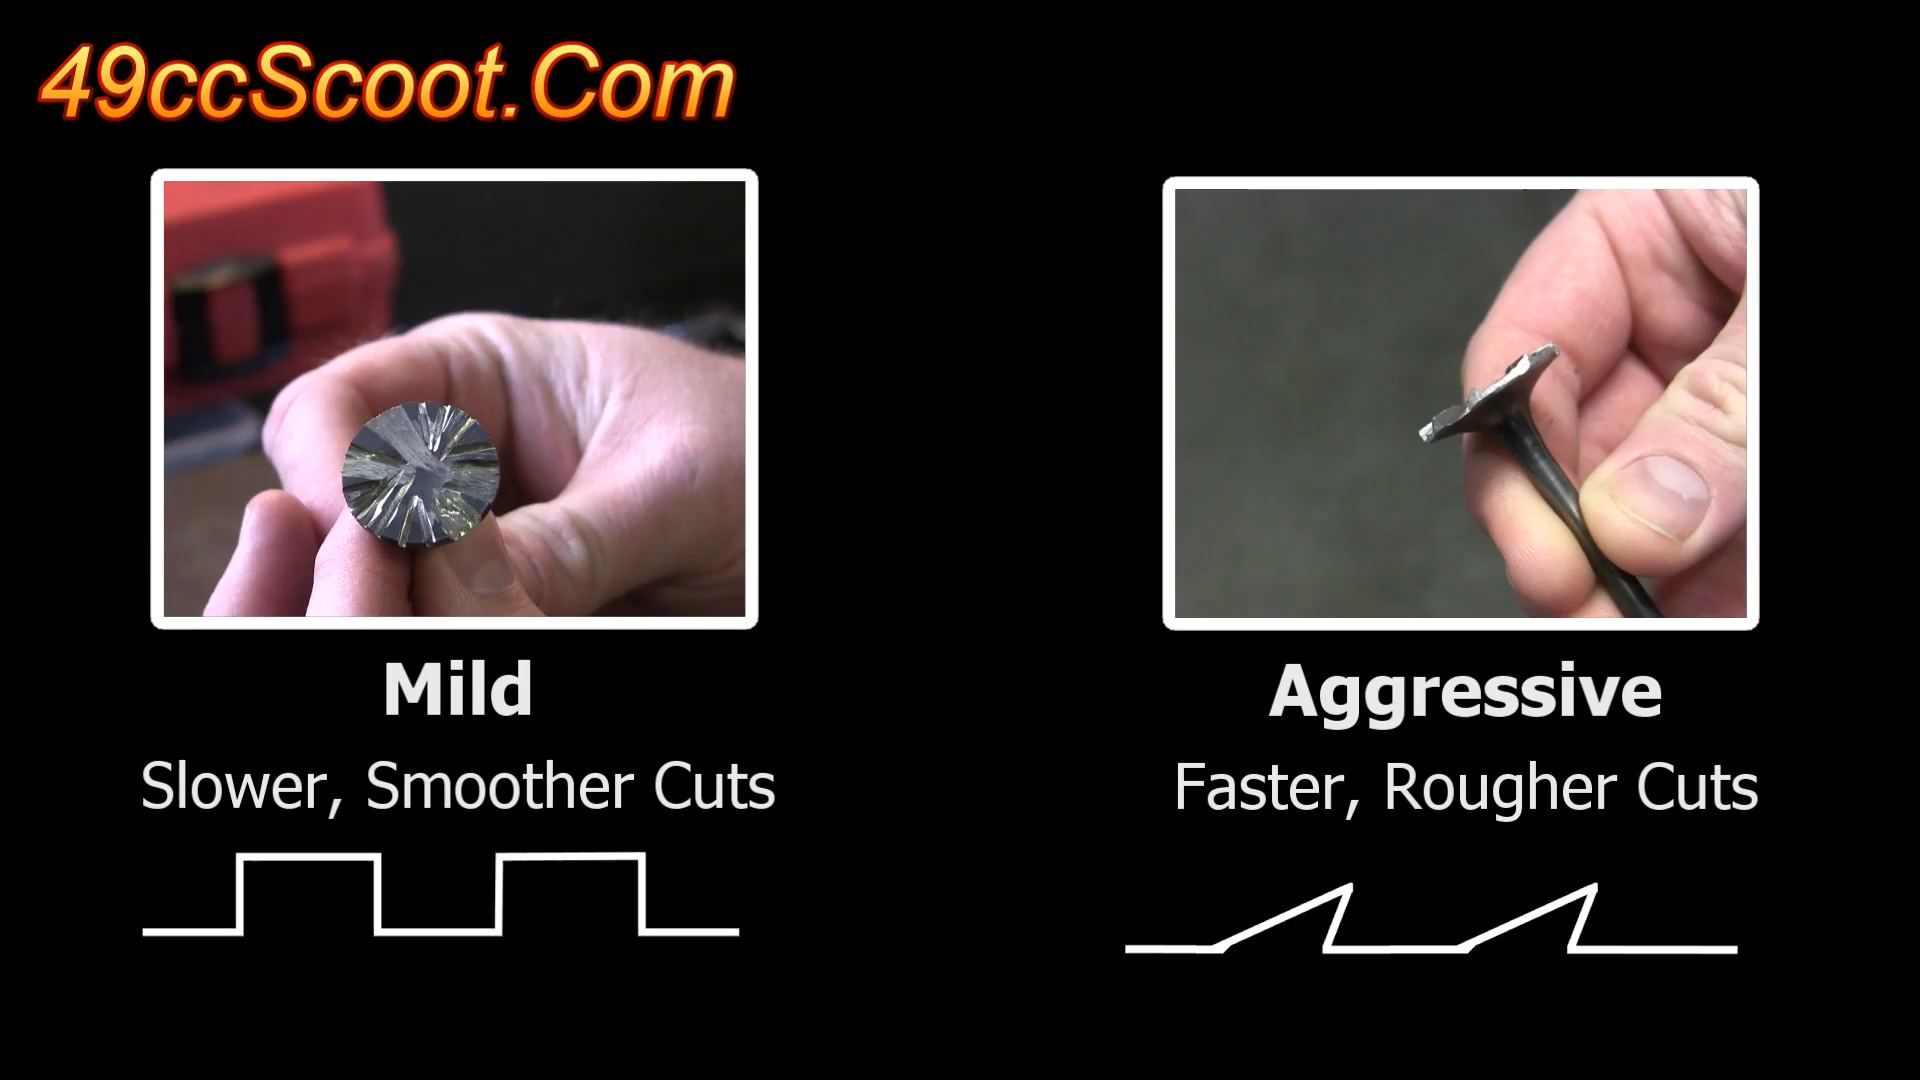 49ccScoot.Com
Mild
Slower, Smoother Cuts
Aggressive
Faster, Rougher Cuts